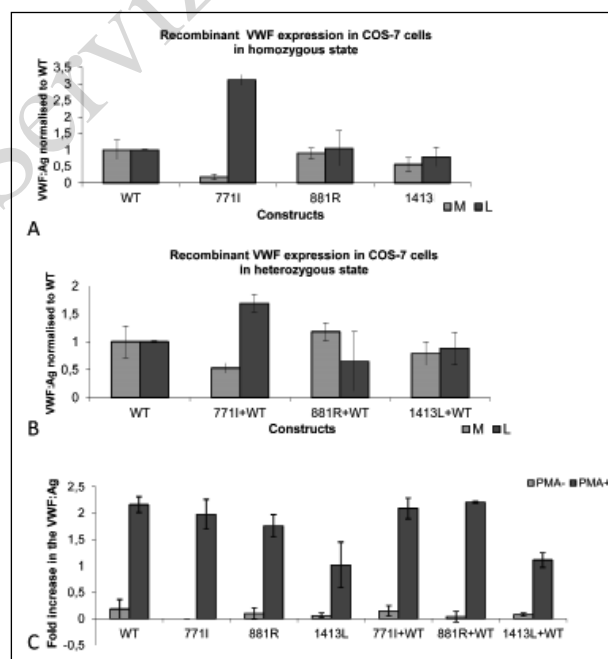 Servizi
Recombinant VWF expression in COS-7 cells
in homozygous state
VWF:Ag normalised to WT
3,5
3
2,5
2
1,5
1
0,5
0
WT 771I 881R 1413
Constructs
M L
A
Recombinant VWF expression in COS-7 cells
in heterozygous state
VWF:Ag normalised to WT
2
1,5
1
0,5
0
WT 771I+WT 881R+WT 1413L+WT
Constructs
M L
B
Fold increase in the VWF:Ag
2,5
2
1,5
1
0,5
0
-0,5
PMA- PMA+
WT 771I 881R 1413L 771I+WT 881R+WT 1413L+WT
C